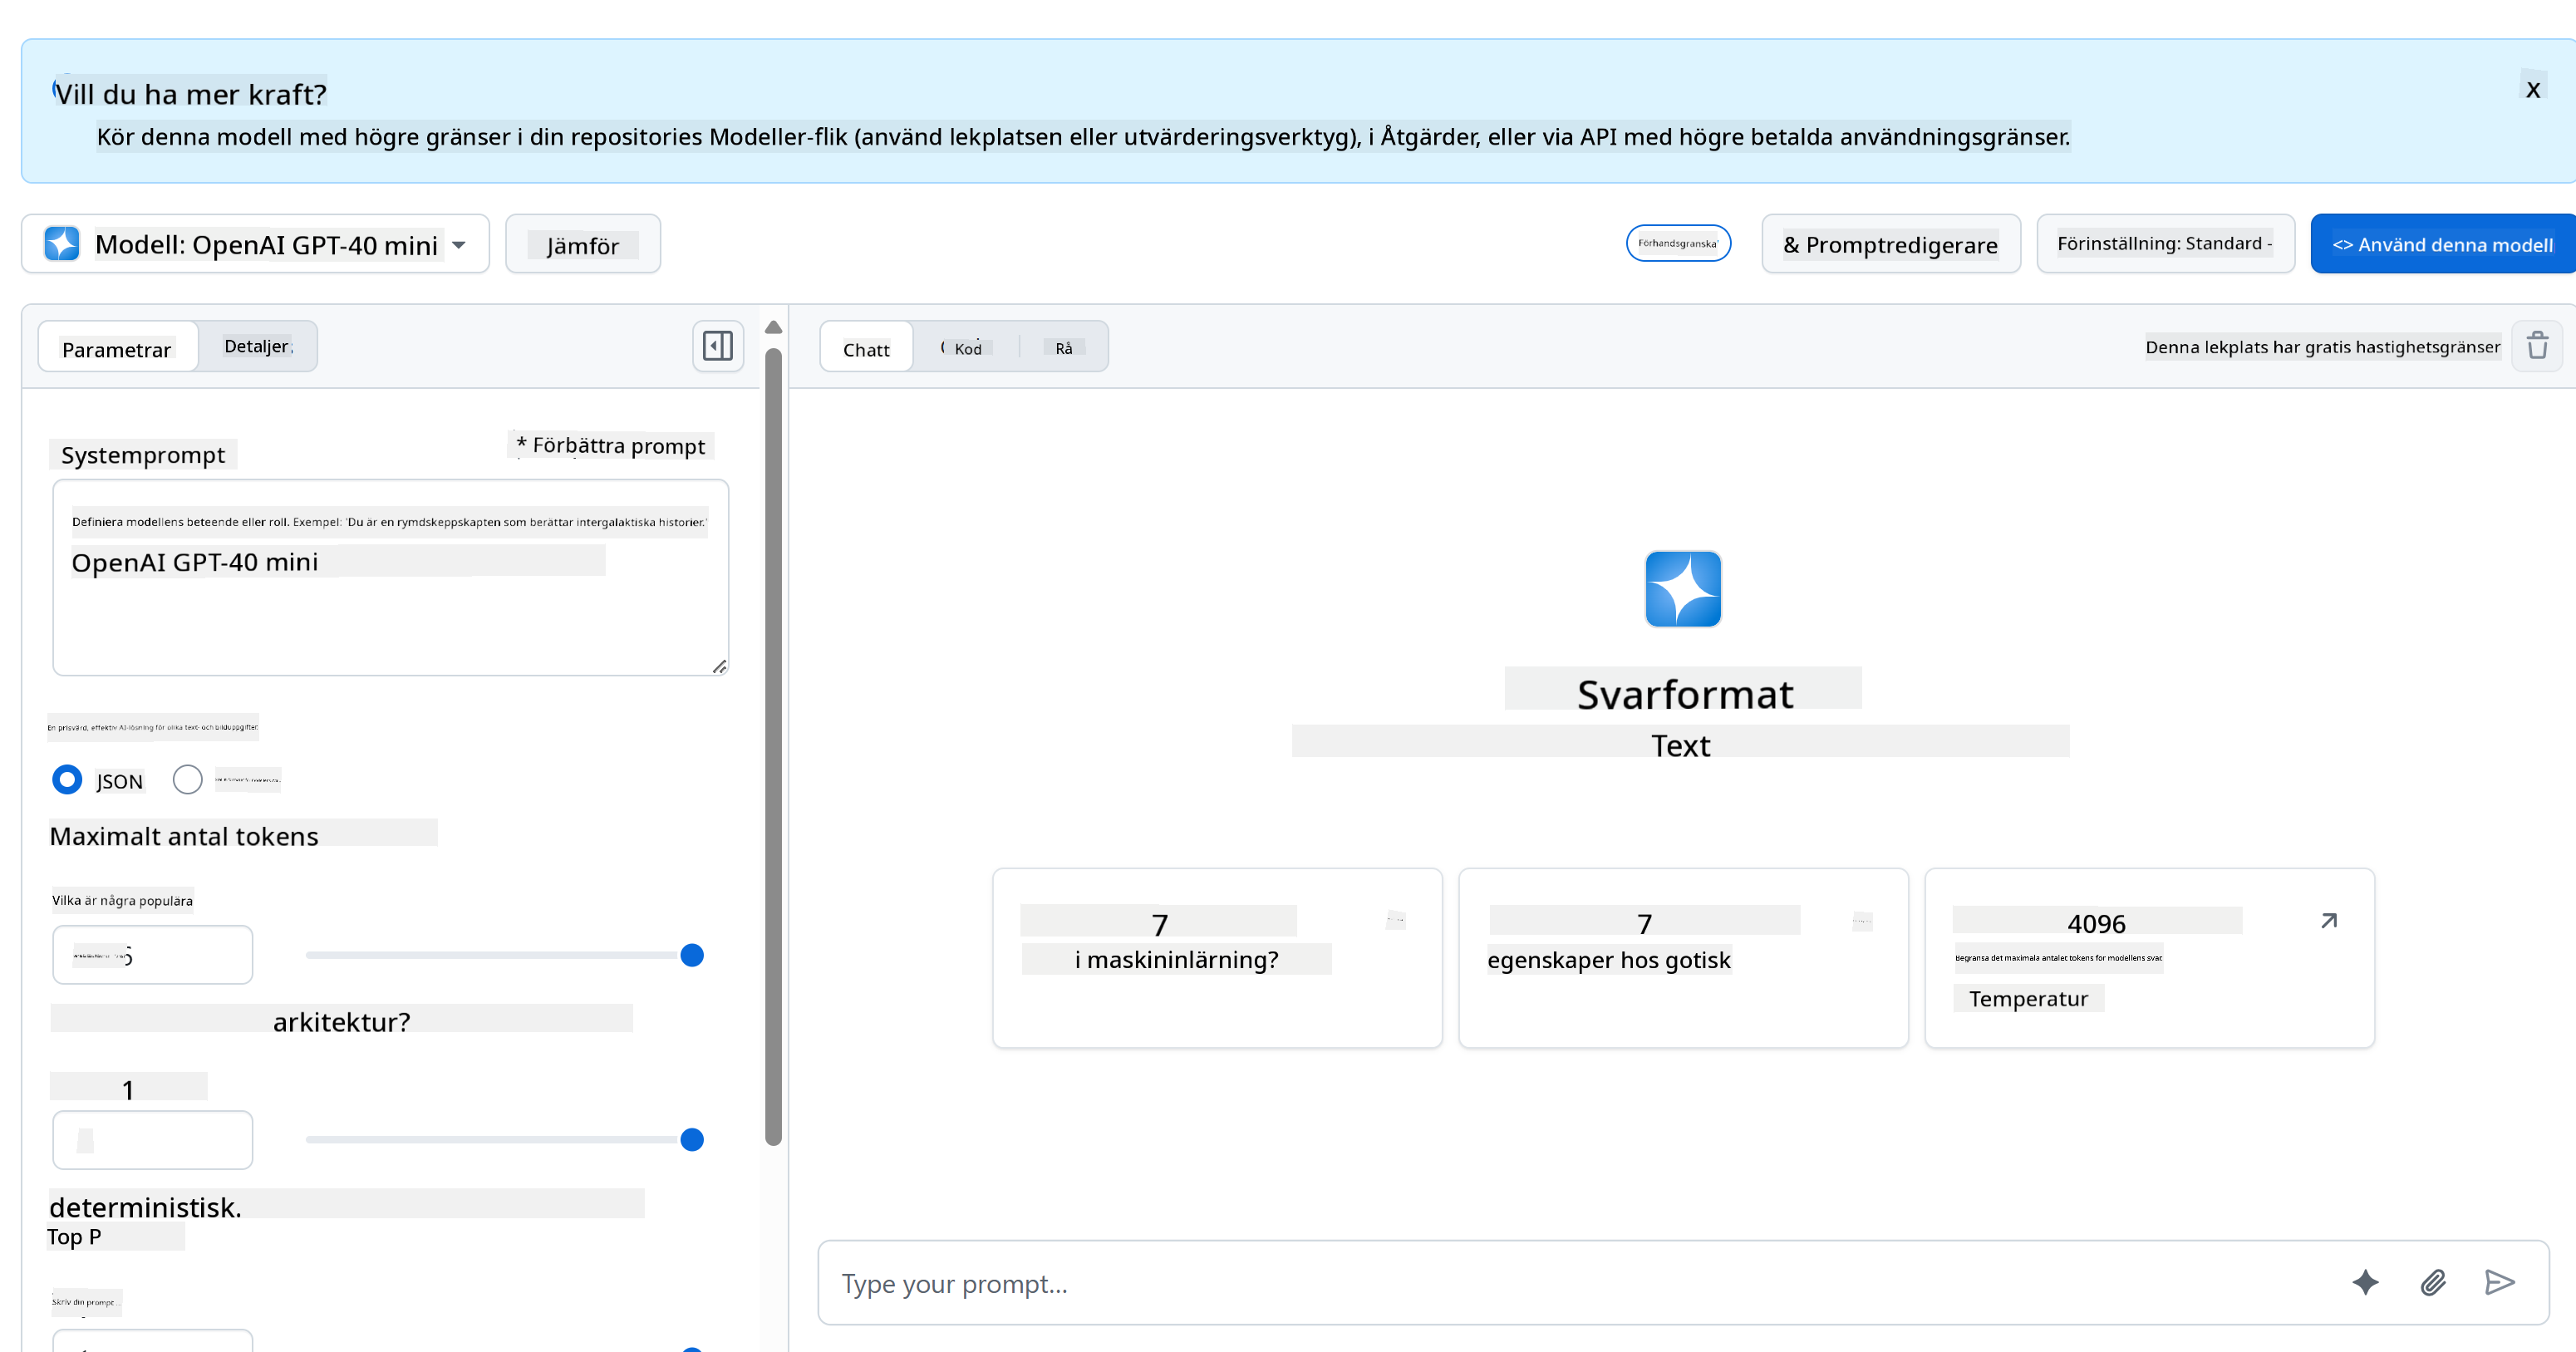 Vill du ha mer kraft?
X
Kör denna modell med högre gränser i din repositories Modeller-flik (använd lekplatsen eller utvärderingsverktyg), i Åtgärder, eller via API med högre betalda användningsgränser.
Modell: OpenAI GPT-40 mini
Jämför
Förhandsgranska
& Promptredigerare
Förinställning: Standard -
<> Använd denna modell
Parametrar
Detaljer
Chatt
Kod
Rå
Denna lekplats har gratis hastighetsgränser
Systemprompt
* Förbättra prompt
Definiera modellens beteende eller roll. Exempel: 'Du är en rymdskeppskapten som berättar intergalaktiska historier.'
OpenAI GPT-40 mini
En prisvärd, effektiv AI-lösning för olika text- och bilduppgifter.
JSON
Maximalt antal tokens
Vilka är några populära
arkitektur?
1
deterministisk.
Top P
Skriv din prompt...
Svarformat
Text
7
i maskininlärning?
7
egenskaper hos gotisk
4096
Begränsa det maximala antalet tokens för modellens svar.
Temperatur
Type your prompt...